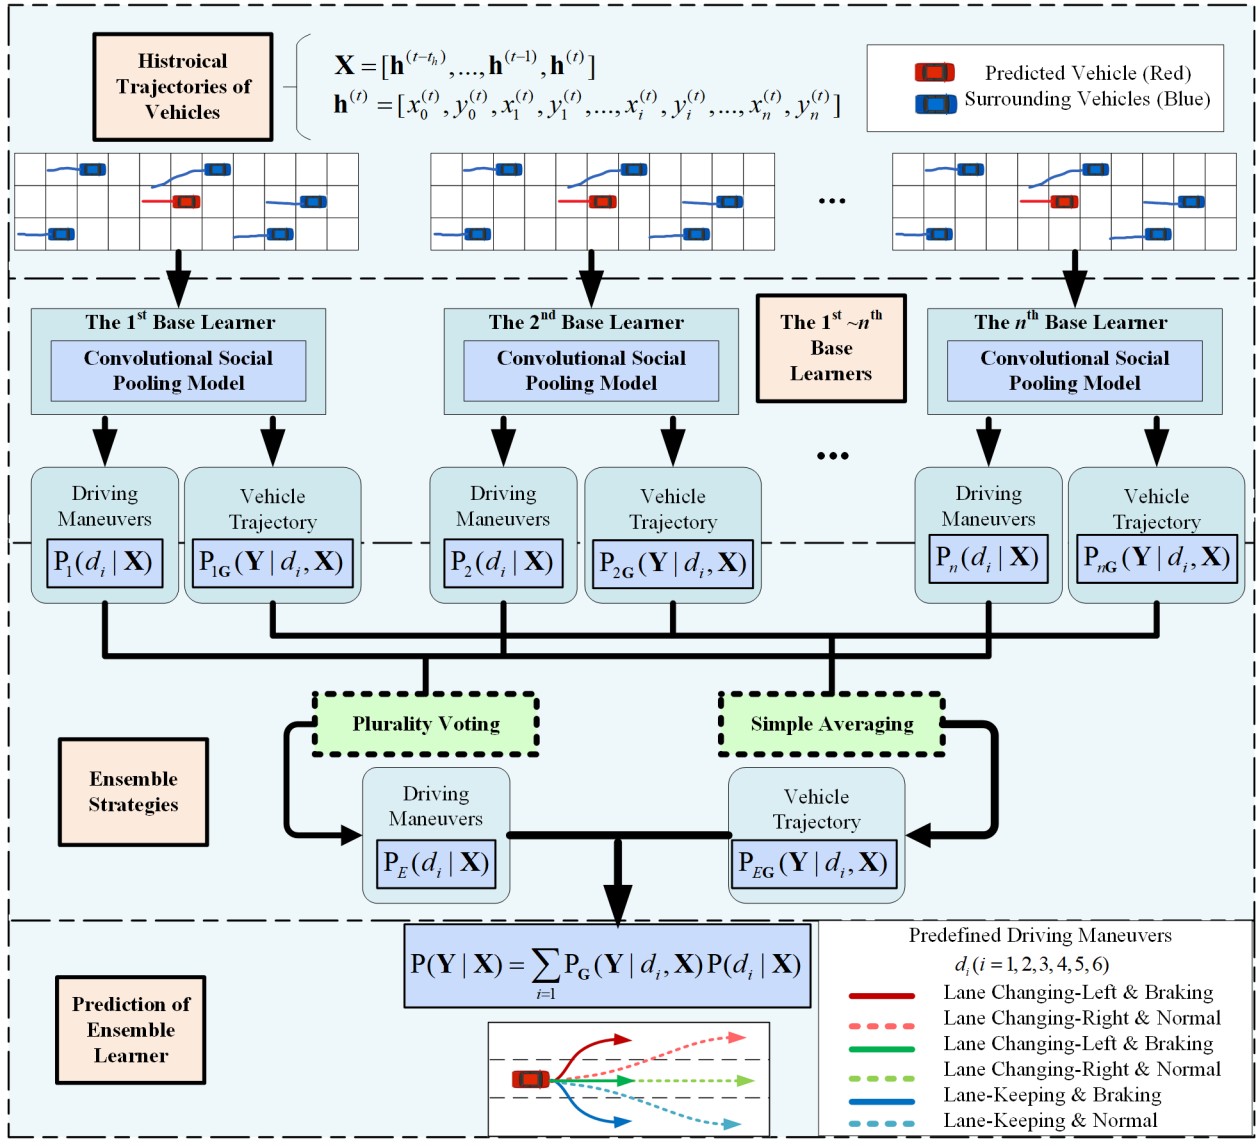 Histroical
Trajectories of
Vehicles
X = [h^(t−t_h), ..., h^(t−1), h^(t)]
h^(t) = [x_0^(t), y_0^(t), x_1^(t), y_1^(t), ..., x_i^(t), y_i^(t), ..., x_n^(t), y_n^(t)]
Predicted Vehicle (Red)
Surrounding Vehicles (Blue)
...
The 1st Base Learner
Convolutional Social
Pooling Model
The 2nd Base Learner
Convolutional Social
Pooling Model
The 1st ~nth
Base
Learners
The nth Base Learner
Convolutional Social
Pooling Model
...
Driving
Maneuvers
P_1(d_i | X)
Vehicle
Trajectory
P_1G(Y | d_i, X)
Driving
Maneuvers
P_2(d_i | X)
Vehicle
Trajectory
P_2G(Y | d_i, X)
Driving
Maneuvers
P_n(d_i | X)
Vehicle
Trajectory
P_nG(Y | d_i, X)
Plurality Voting
Simple Averaging
Ensemble
Strategies
Driving
Maneuvers
P_E(d_i | X)
Vehicle
Trajectory
P_EG(Y | d_i, X)
Prediction of
Ensemble
Learner
P(Y | X) = ∑_{i=1} P_G(Y | d_i, X) P(d_i | X)
Predefined Driving Maneuvers
d_i (i = 1, 2, 3, 4, 5, 6)
Lane Changing-Left & Braking
Lane Changing-Right & Normal
Lane Changing-Left & Braking
Lane Changing-Right & Normal
Lane-Keeping & Braking
Lane-Keeping & Normal